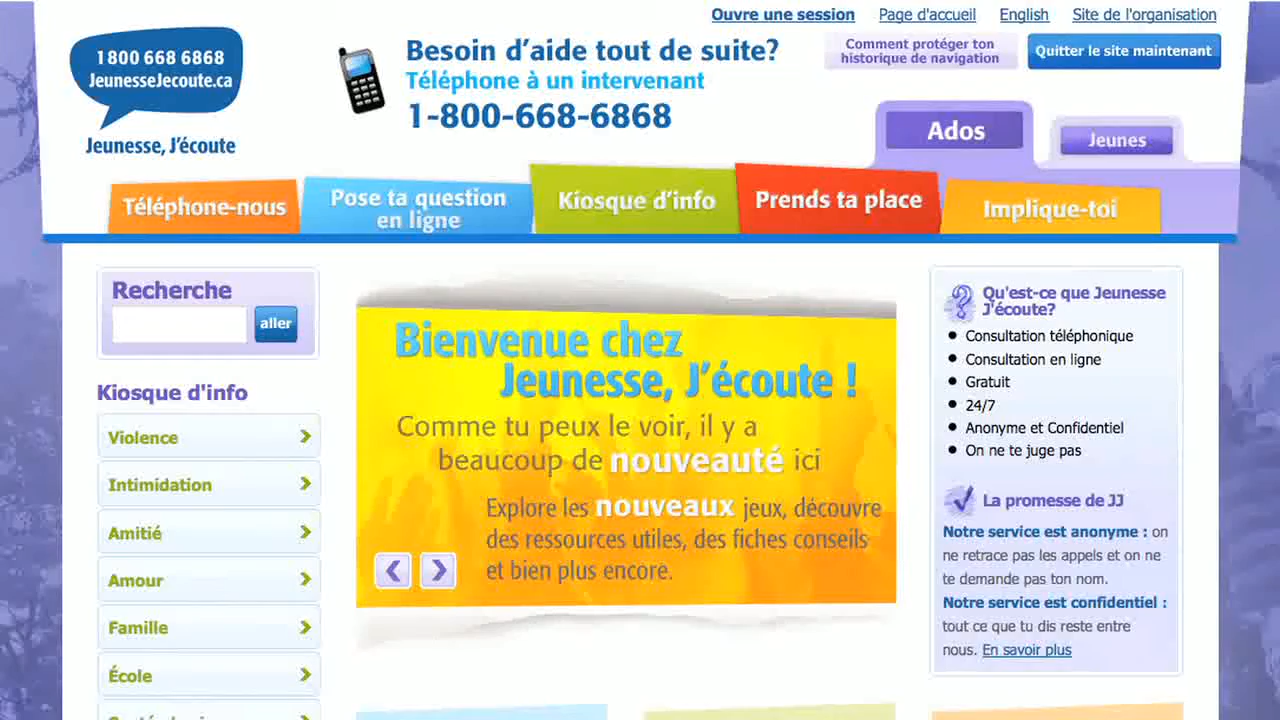 Ouvre une session Page d'accueil English Site de l'organisation
1 800 668 6868
JeunesseJecoute.ca
Jeunesse, J'écoute
Besoin d'aide tout de suite?
Téléphone à un intervenant
1-800-668-6868
Comment protéger ton
historique de navigation
Quitter le site maintenant
Ados
Jeunes
Téléphone-nous
Pose ta question
en ligne
Kiosque d'info
Prends ta place
Implique-toi
Recherche
aller
Kiosque d'info
Violence
Intimidation
Amitié
Amour
Famille
École
Bienvenue chez
Jeunesse, J'écoute !
Comme tu peux le voir, il y a
beaucoup de nouveauté ici
Explore les nouveaux jeux, découvre
des ressources utiles, des fiches conseils
et bien plus encore.
Qu'est-ce que Jeunesse
J'écoute?
Consultation téléphonique
Consultation en ligne
Gratuit
24/7
Anonyme et Confidentiel
On ne te juge pas
La promesse de JJ
Notre service est anonyme : on
ne retrace pas les appels et on ne
te demande pas ton nom.
Notre service est confidentiel :
tout ce que tu dis reste entre
nous. En savoir plus